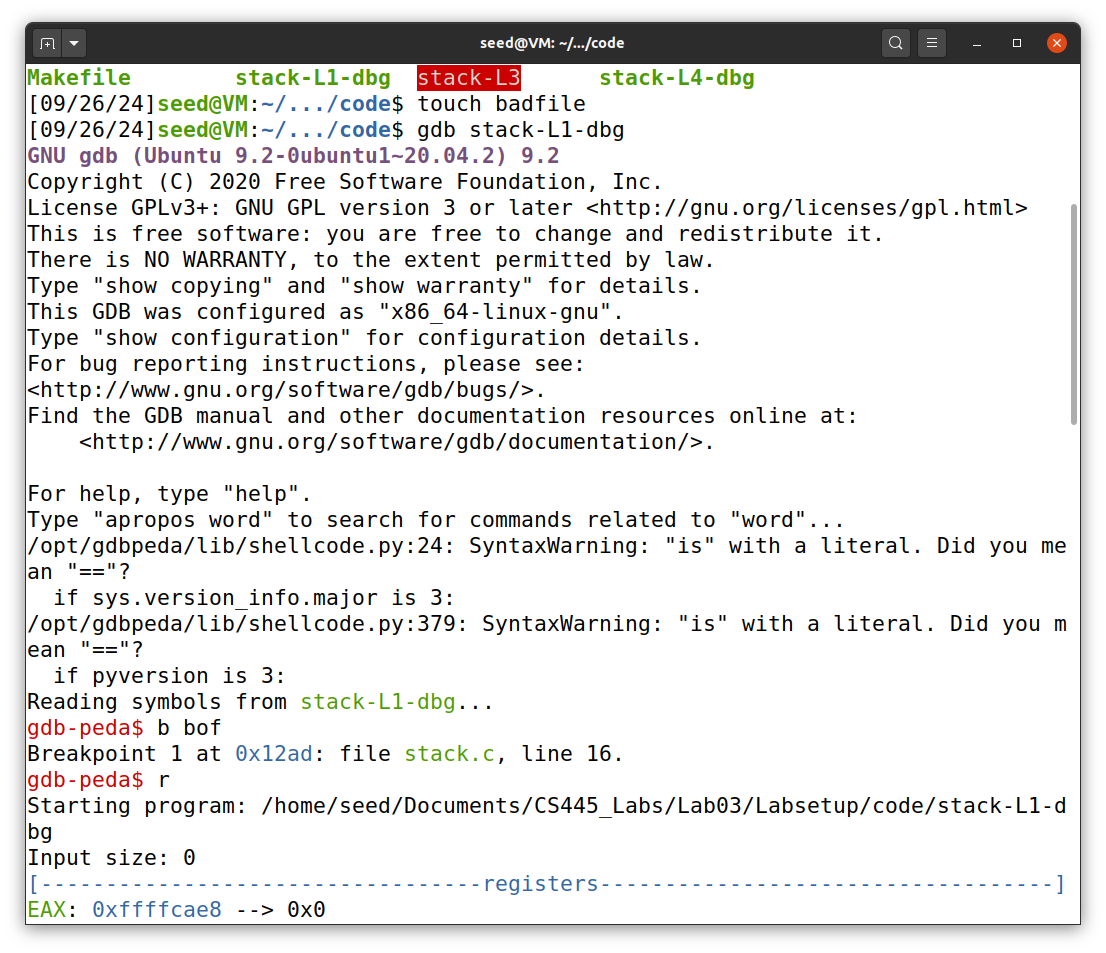 seed@VM: ~/.../code
Makefile        stack-L1-dbg  stack-L3      stack-L4-dbg
[09/26/24]seed@VM:~/.../code$ touch badfile
[09/26/24]seed@VM:~/.../code$ gdb stack-L1-dbg
GNU gdb (Ubuntu 9.2-0ubuntu1~20.04.2) 9.2
Copyright (C) 2020 Free Software Foundation, Inc.
License GPLv3+: GNU GPL version 3 or later <http://gnu.org/licenses/gpl.html>
This is free software: you are free to change and redistribute it.
There is NO WARRANTY, to the extent permitted by law.
Type "show copying" and "show warranty" for details.
This GDB was configured as "x86_64-linux-gnu".
Type "show configuration" for configuration details.
For bug reporting instructions, please see:
<http://www.gnu.org/software/gdb/bugs/>.
Find the GDB manual and other documentation resources online at:
    <http://www.gnu.org/software/gdb/documentation/>.

For help, type "help".
Type "apropos word" to search for commands related to "word"...
/opt/gdbpeda/lib/shellcode.py:24: SyntaxWarning: "is" with a literal. Did you me
an "=="?
  if sys.version_info.major is 3:
/opt/gdbpeda/lib/shellcode.py:379: SyntaxWarning: "is" with a literal. Did you m
ean "=="?
  if pyversion is 3:
Reading symbols from stack-L1-dbg...
gdb-peda$ b bof
Breakpoint 1 at 0x12ad: file stack.c, line 16.
gdb-peda$ r
Starting program: /home/seed/Documents/CS445_Labs/Lab03/Labsetup/code/stack-L1-d
bg
Input size: 0
[----------------------------------registers-----------------------------------]
EAX: 0xffffcae8 --> 0x0